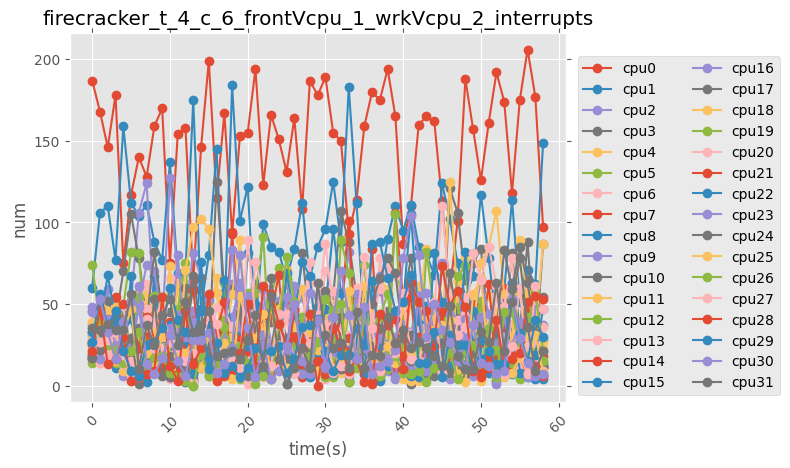 firecracker_t_4_c_6_frontVcpu_1_wrkVcpu_2_interrupts
200
150
100
50
0
num
0
10
20
30
40
50
60
time(s)
cpu0
cpu1
cpu2
cpu3
cpu4
cpu5
cpu6
cpu7
cpu8
cpu9
cpu10
cpu11
cpu12
cpu13
cpu14
cpu15
cpu16
cpu17
cpu18
cpu19
cpu20
cpu21
cpu22
cpu23
cpu24
cpu25
cpu26
cpu27
cpu28
cpu29
cpu30
cpu31